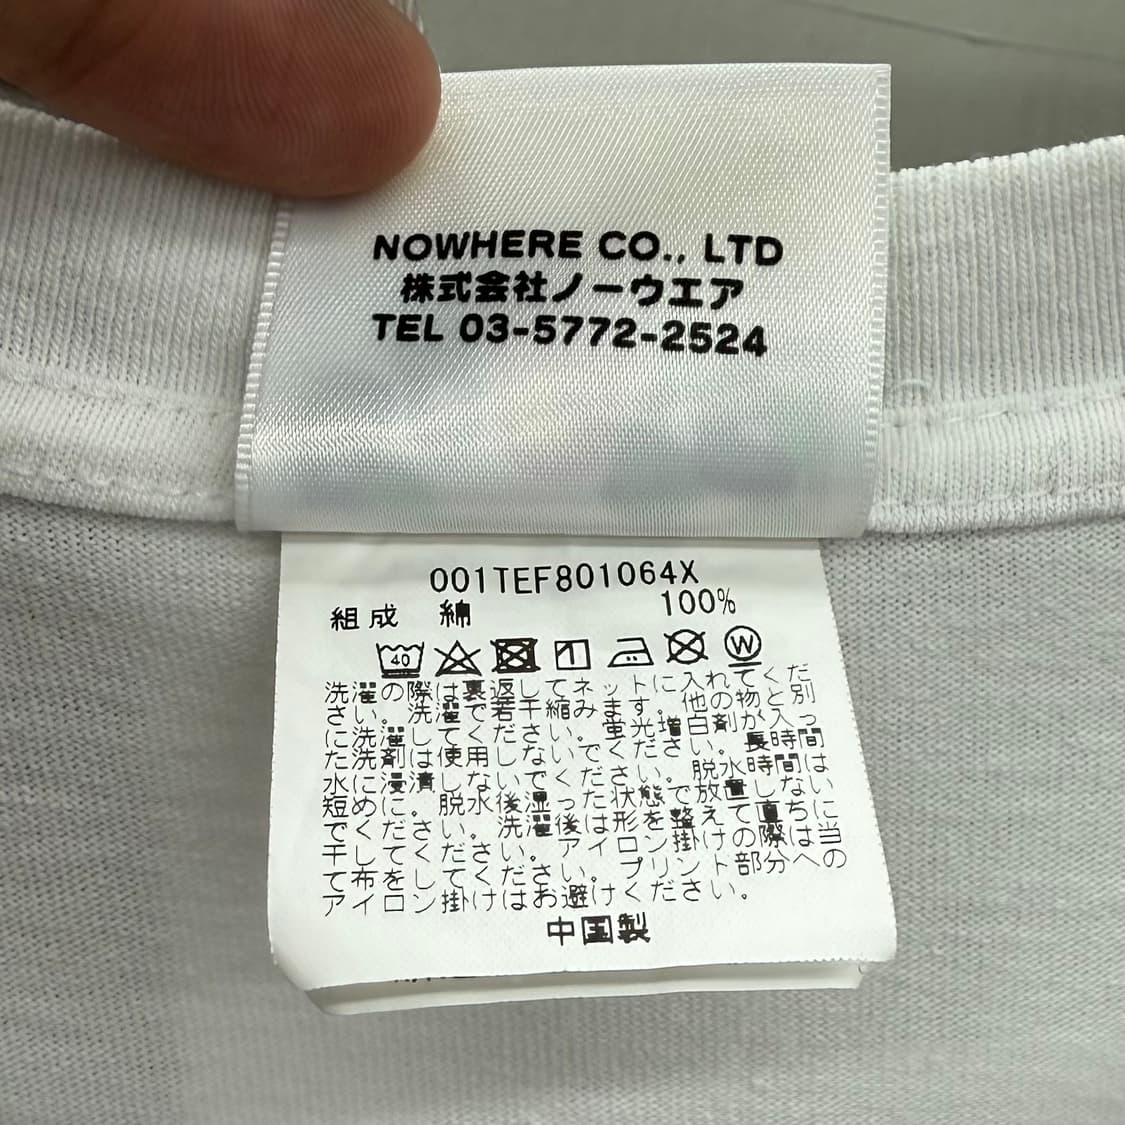 NOWHERE CO., LTD
株式会社ノーウエア
TEL 03-5772-2524
001TEF801064X
組成 綿 100%
40 W
洗濯の際は裏返してネットに入れてくだ
さい。洗濯で若干縮みます。他の物と別
に洗濯してください。蛍光増白剤が入っ
た洗剤は使用しないでください。長時間
水に浸漬しないでください。脱水時間は
短めに。脱水後湿った状態で放置しない
でください。洗濯後は形を整えて直ちに
干してください。アイロン掛けの際は当
て布をしてください。プリント部分への
アイロン掛けはお避けください。
中国製